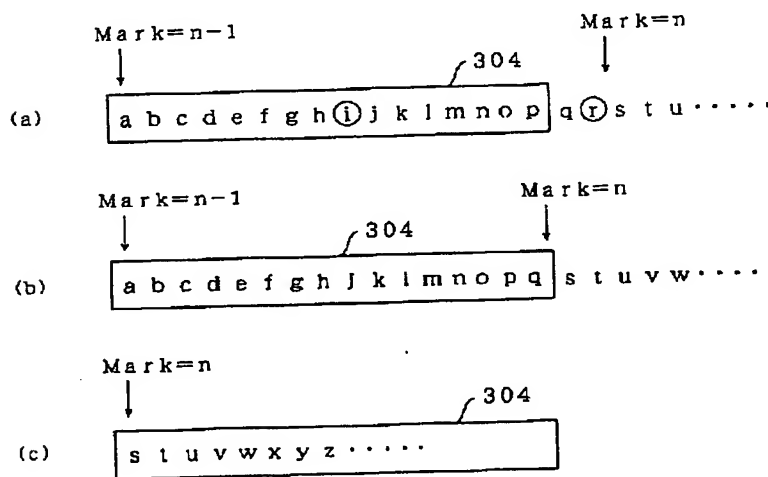 Mark=n-1
Mark=n
304
(a) a b c d e f g h i j k l m n o p q r s t u ·····
Mark=n-1
Mark=n
304
(b) a b c d e f g h j k l m n o p q s t u v w ····
Mark=n
304
(c) s t u v w x y z ·····